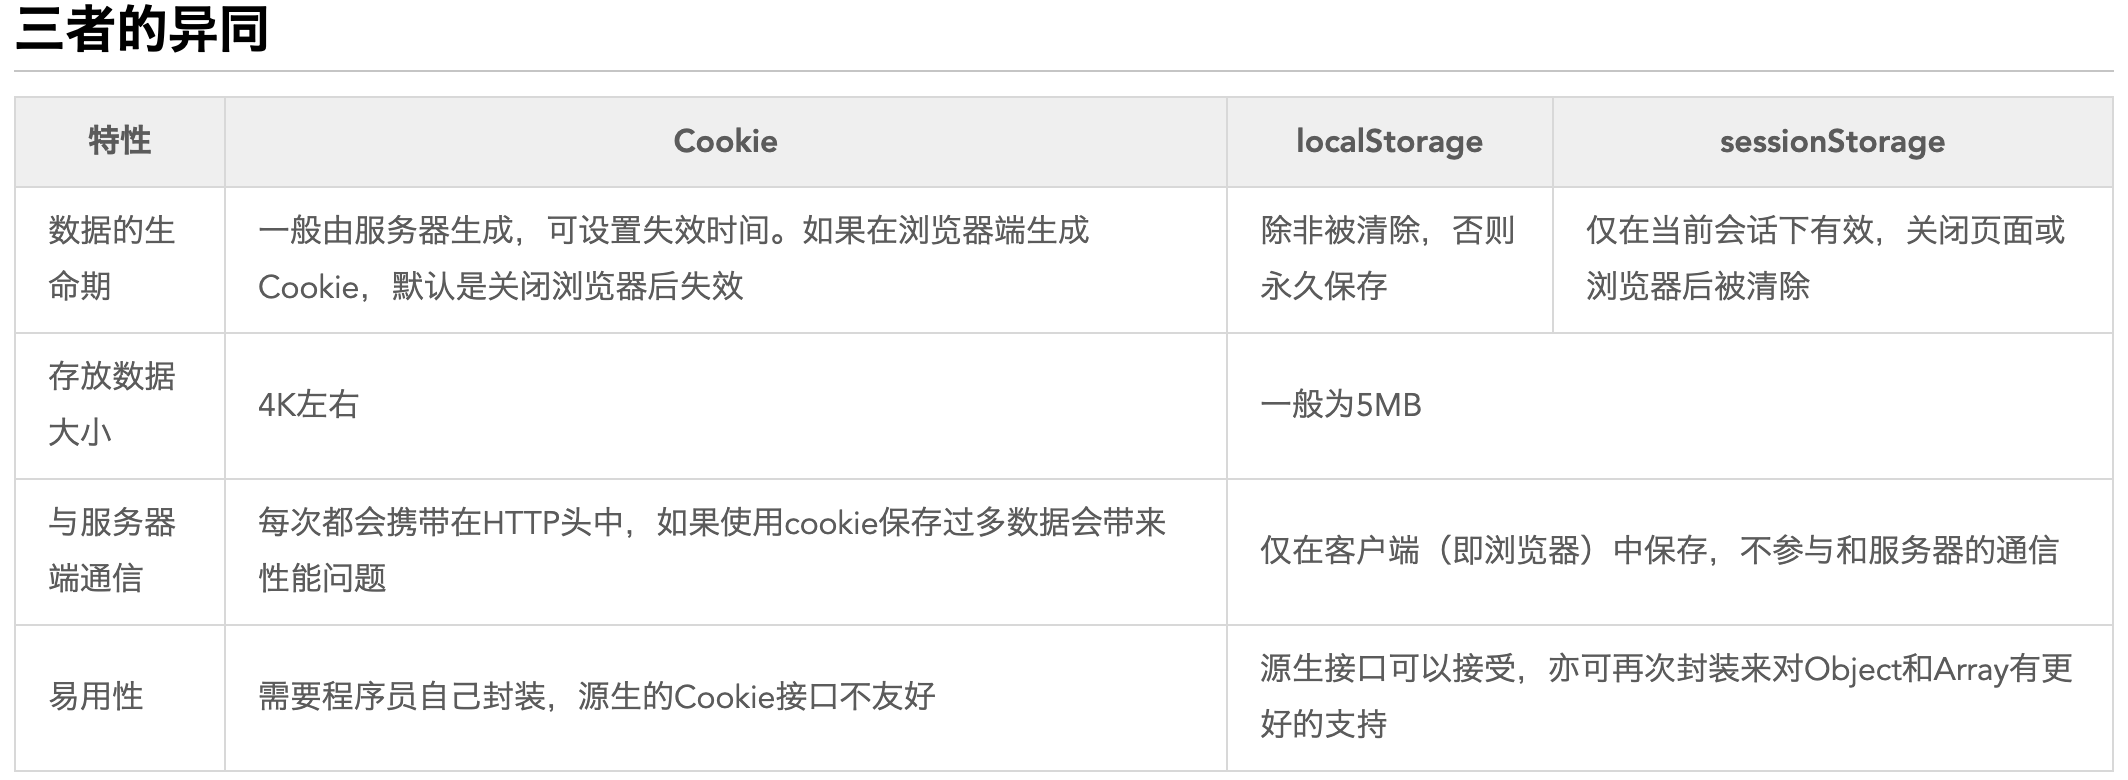 三者的异同
特性
Cookie
localStorage
sessionStorage
数据的生
命期
一般由服务器生成，可设置失效时间。如果在浏览器端生成
Cookie，默认是关闭浏览器后失效
除非被清除，否则
永久保存
仅在当前会话下有效，关闭页面或
浏览器后被清除
存放数据
大小
4K左右
一般为5MB
与服务器
端通信
每次都会携带在HTTP头中，如果使用cookie保存过多数据会带来
性能问题
仅在客户端（即浏览器）中保存，不参与和服务器的通信
易用性
需要程序员自己封装，源生的Cookie接口不友好
源生接口可以接受，亦可再次封装来对Object和Array有更
好的支持